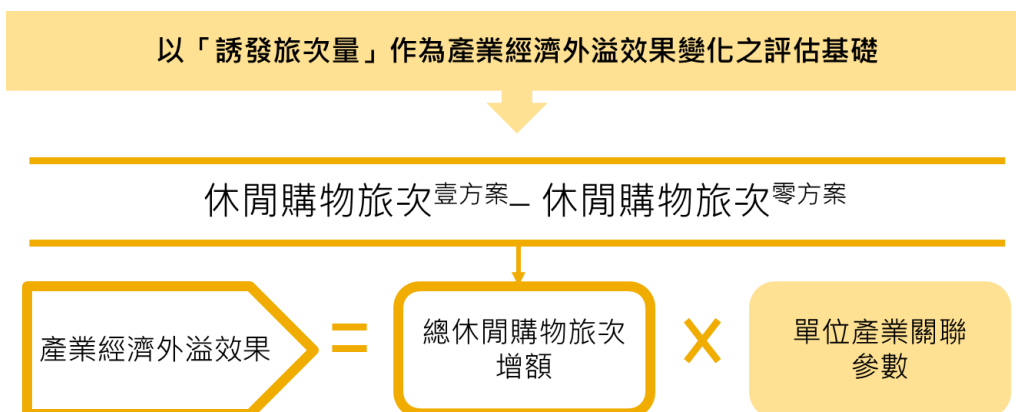 以「誘發旅次量」作為產業經濟外溢效果變化之評估基礎
休閒購物旅次壹方案– 休閒購物旅次零方案
產業經濟外溢效果
=
總休閒購物旅次
增額
×
單位產業關聯
參數